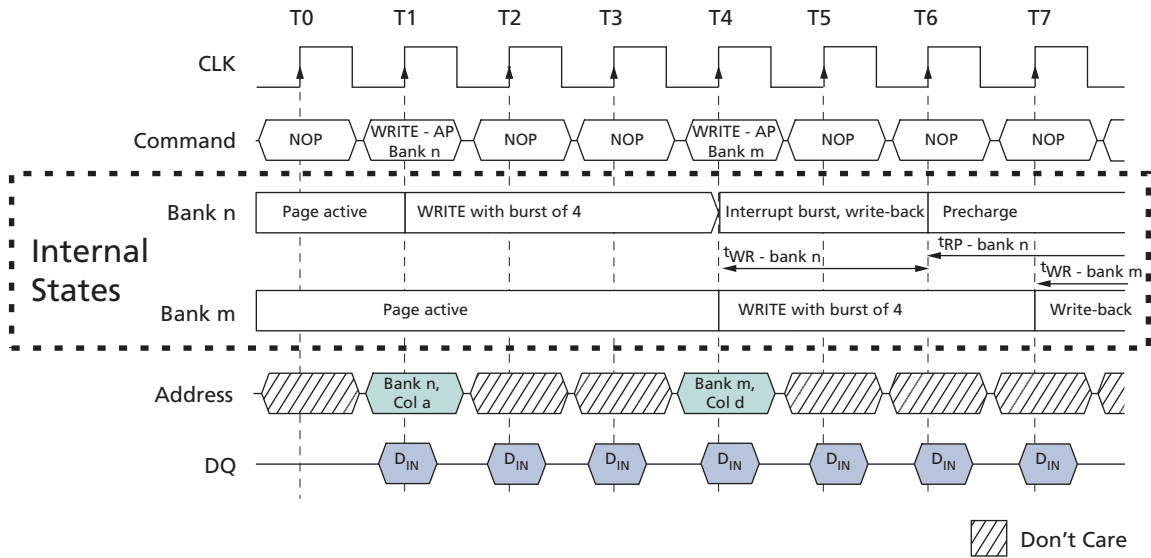 T0 T1 T2 T3 T4 T5 T6 T7
CLK
Command NOP WRITE - AP Bank n NOP NOP WRITE - AP Bank m NOP NOP NOP
Internal States
Bank n Page active WRITE with burst of 4 Interrupt burst, write-back Precharge
tWR - bank n tRP - bank n
tWR - bank m
Bank m Page active WRITE with burst of 4 Write-back
Address Bank n, Col a Bank m, Col d
DQ DIN DIN DIN DIN DIN DIN DIN
Don't Care